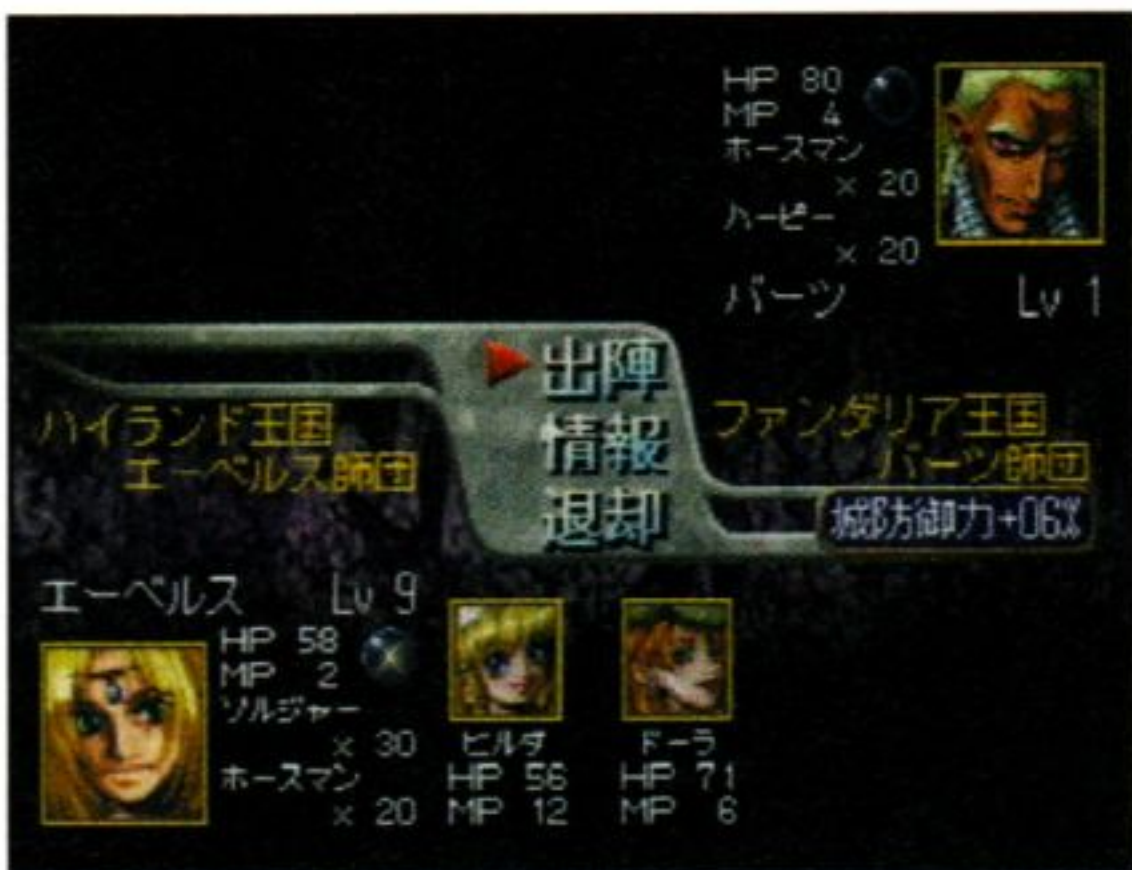 HP 80
MP 4
ホースマン
× 20
ハーピー
× 20
バーツ Lv 1
出陣
情報
退却
ハイランド王国
エーベルス師団
ファンダリア王国
バーツ師団
城防御力+06%
エーベルス Lv 9
HP 58
MP 2
ソルジャー
× 30
ホースマン
× 20
ヒルダ
HP 56
MP 12
ドーラ
HP 71
MP 6